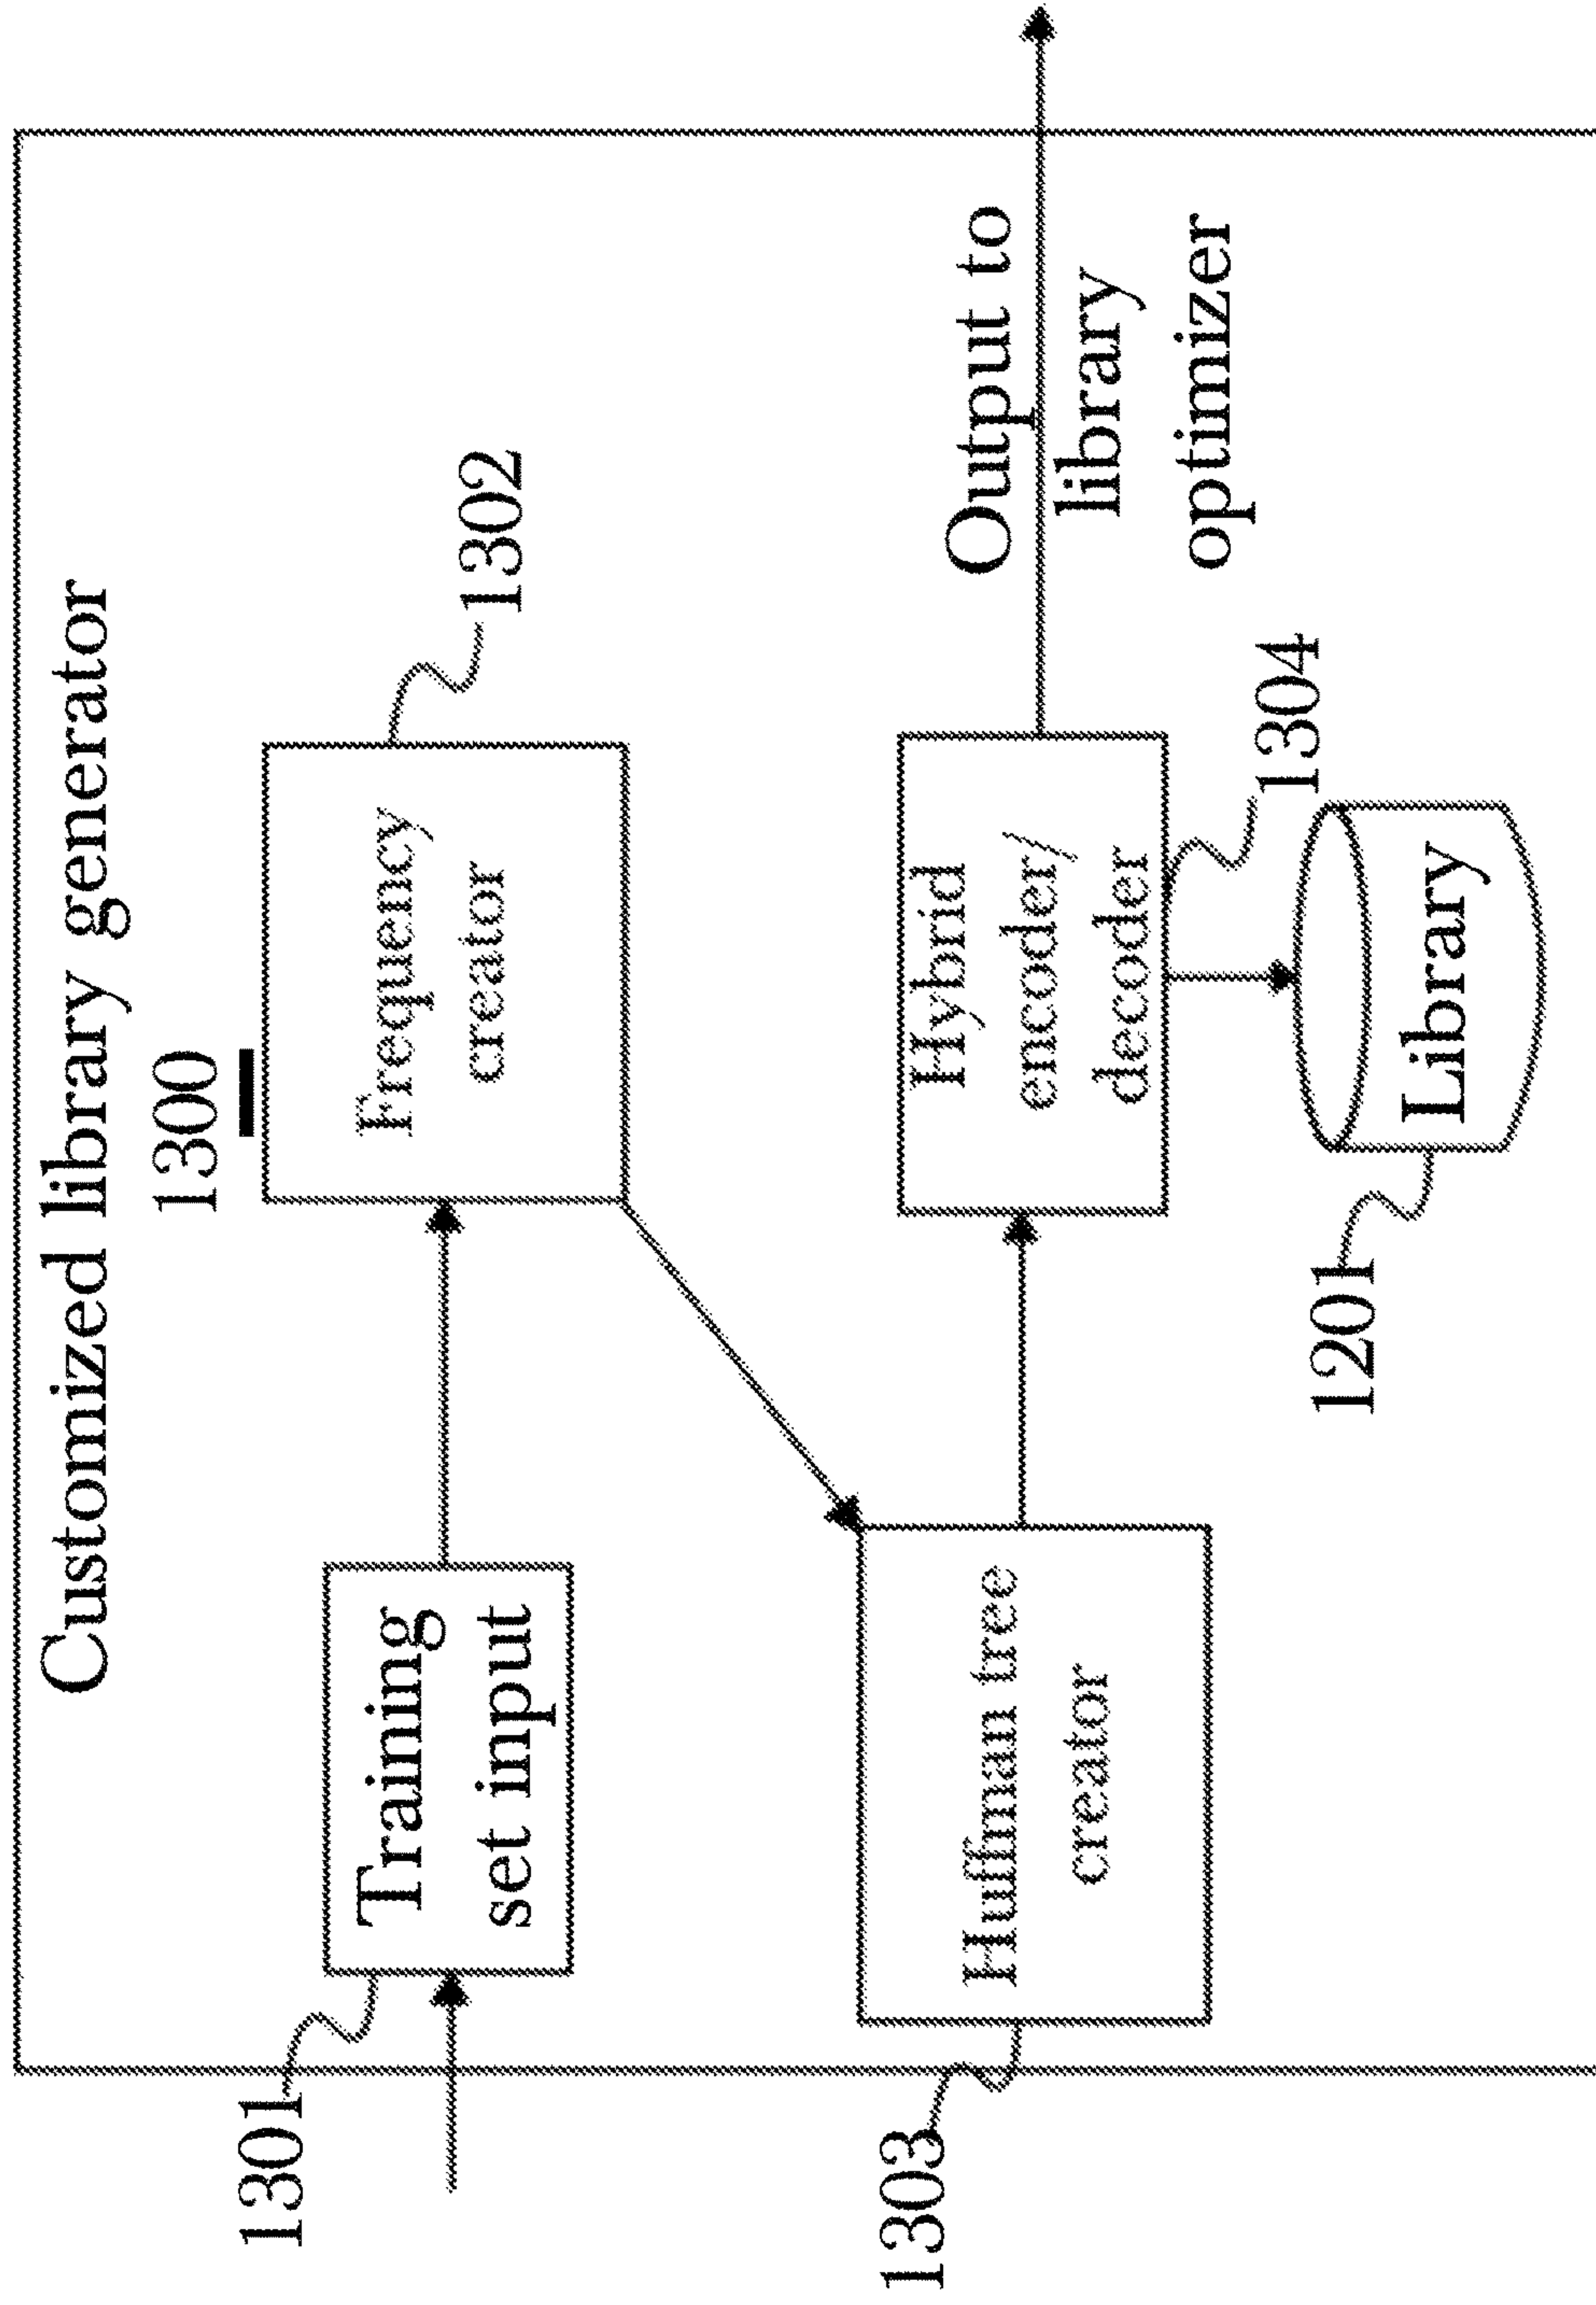 Customized library generator
1300
1301
Training
set input
Frequency
creator
1302
1303
Huffman tree
creator
Hybrid
encoder/
decoder
1304
Output to
library
optimizer
1201
Library